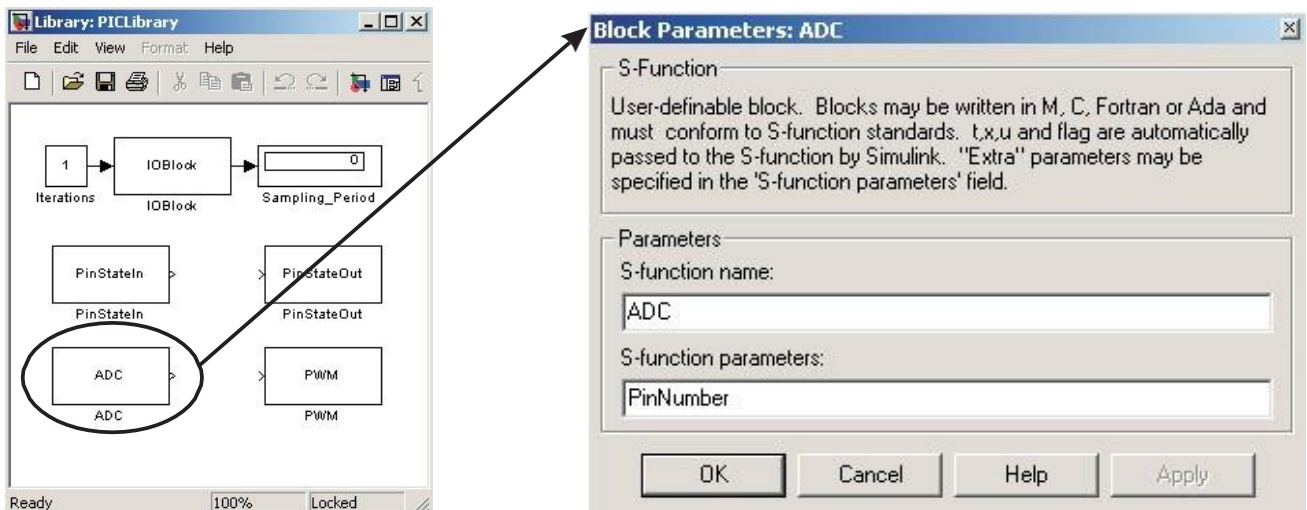 Library: PICLibrary
File Edit View Format Help
1
IOBlock
0
Iterations
IOBlock
Sampling_Period
PinStateIn
PinStateOut
PinStateIn
PinStateOut
ADC
PWM
ADC
PWM
Ready 100% Locked
Block Parameters: ADC
S-Function
User-definable block. Blocks may be written in M, C, Fortran or Ada and
must conform to S-function standards. t,x,u and flag are automatically
passed to the S-function by Simulink. "Extra" parameters may be
specified in the 'S-function parameters' field.
Parameters
S-function name:
ADC
S-function parameters:
PinNumber
OK Cancel Help Apply